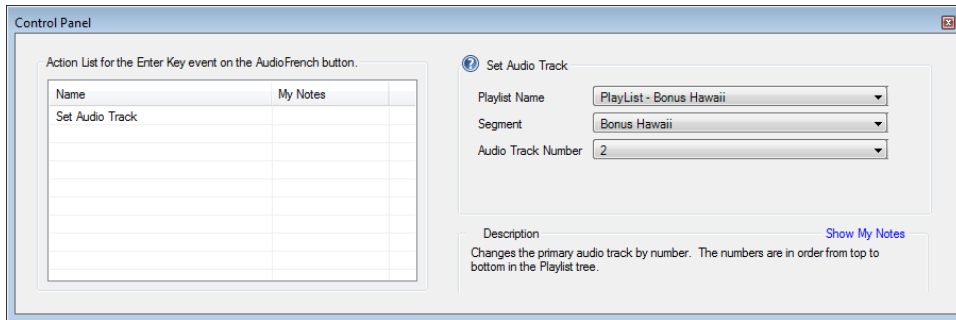 Control Panel
Action List for the Enter Key event on the AudioFrench button.
Name My Notes
Set Audio Track
Set Audio Track
Playlist Name PlayList - Bonus Hawaii
Segment Bonus Hawaii
Audio Track Number 2
Description Show My Notes
Changes the primary audio track by number. The numbers are in order from top to
bottom in the Playlist tree.